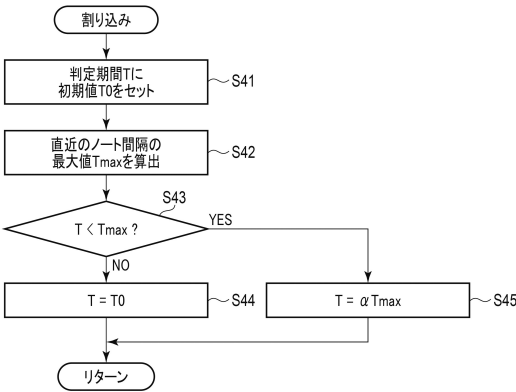 割り込み
判定期間Tに
初期値T0をセット
S41
直近のノート間隔の
最大値Tmaxを算出
S42
S43
T < Tmax ?
YES
NO
T = T0
S44
T = αTmax
S45
リターン